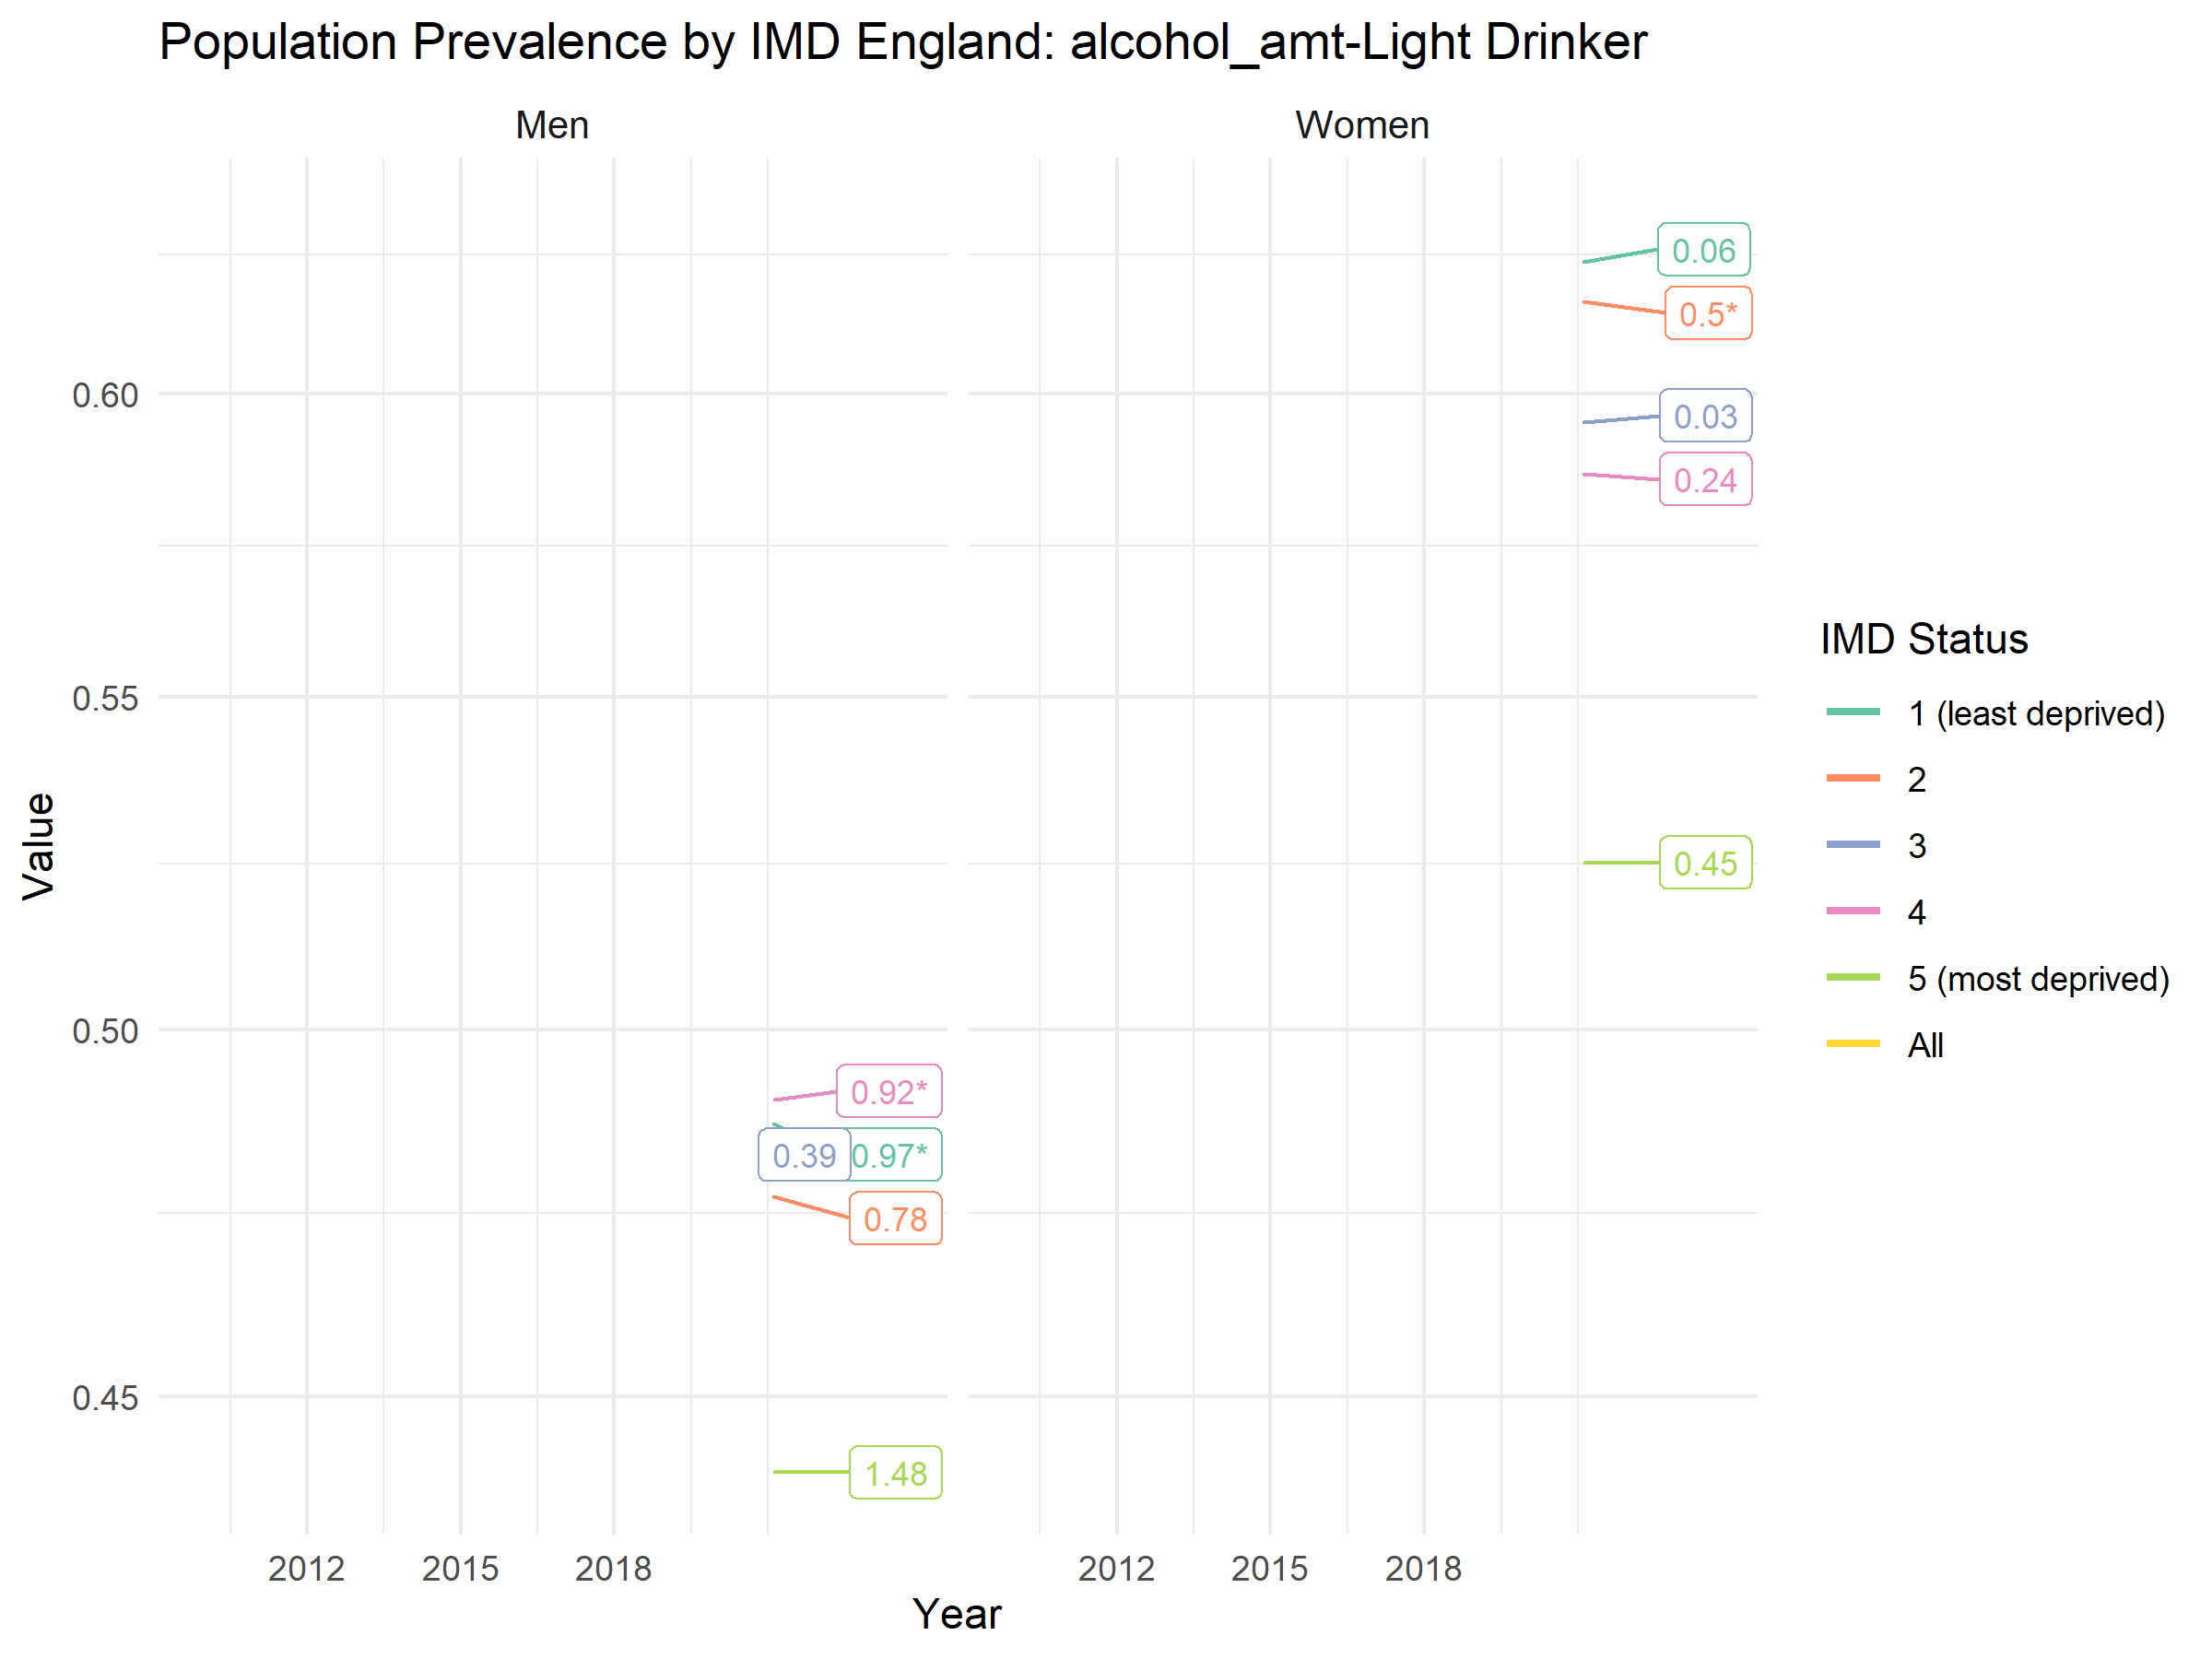 Population Prevalence by IMD England: alcohol_amt-Light Drinker
Men
Women
Value
0.60
0.55
0.50
0.45
0.92*
0.39
0.97*
0.78
1.48
0.06
0.5*
0.03
0.24
0.45
2012
2015
2018
2012
2015
2018
Year
IMD Status
1 (least deprived)
2
3
4
5 (most deprived)
All